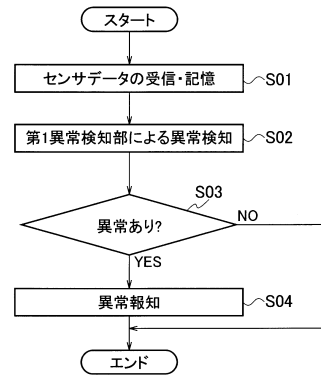 スタート
センサデータの受信・記憶
S01
第1異常検知部による異常検知
S02
S03
異常あり?
NO
YES
異常報知
S04
エンド